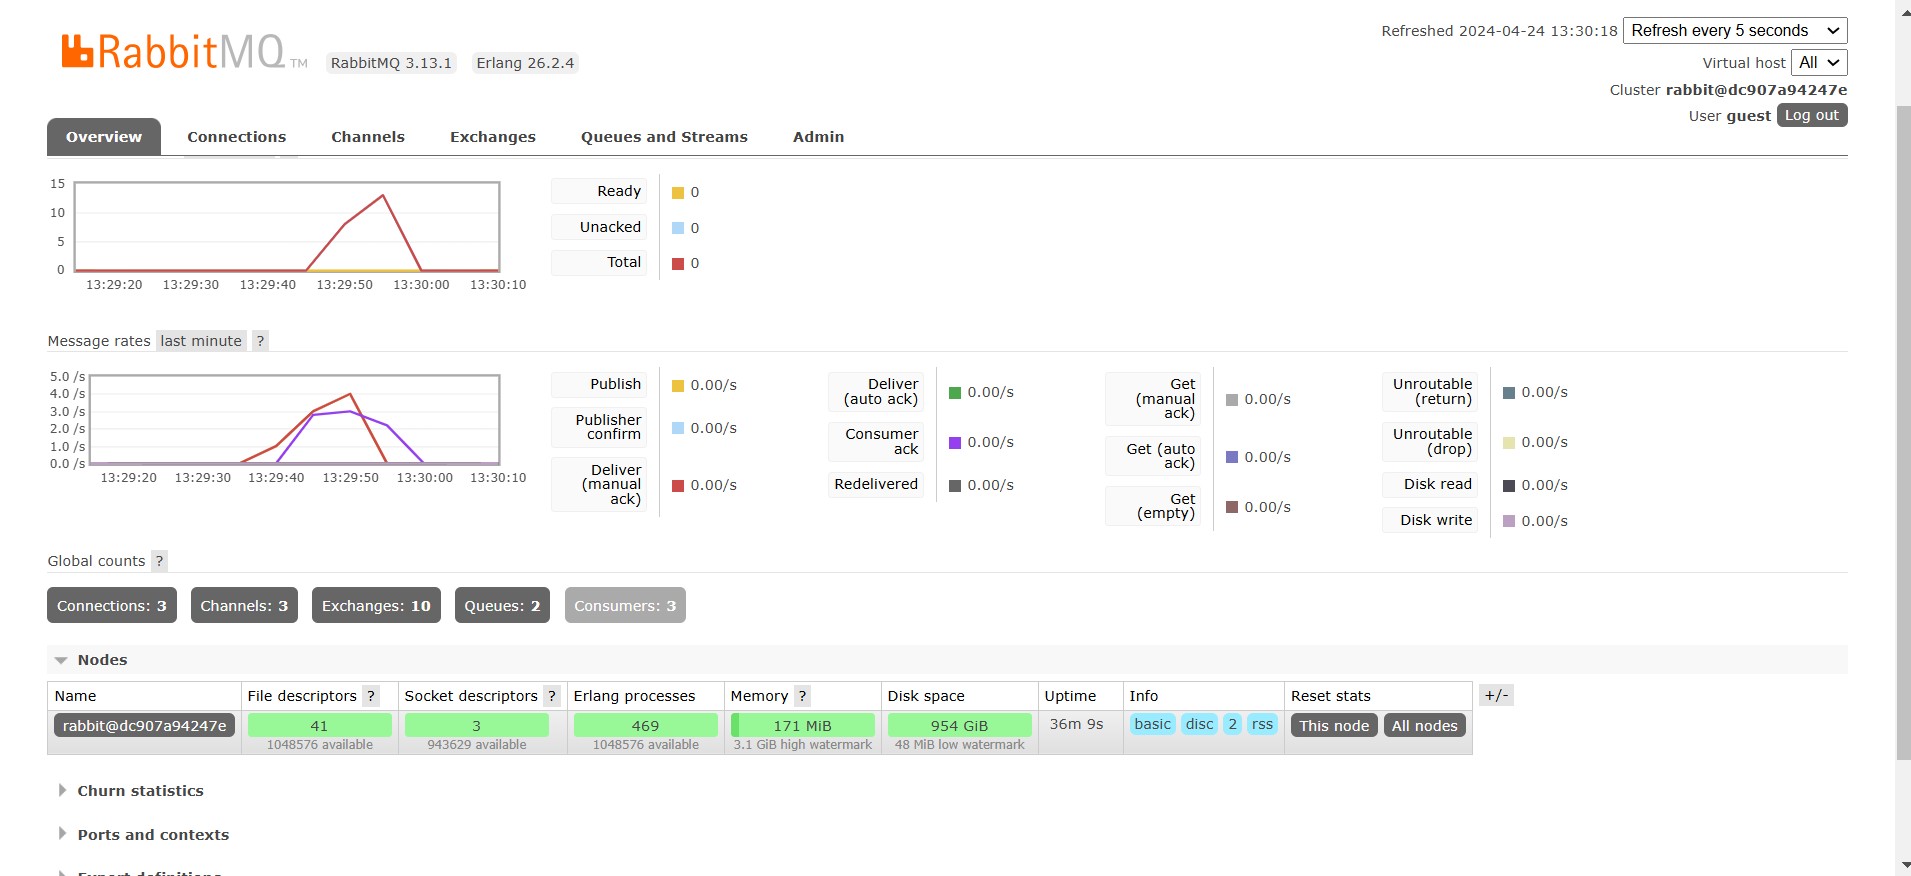 RabbitMQ TM RabbitMQ 3.13.1 Erlang 26.2.4
Refreshed 2024-04-24 13:30:18 Refresh every 5 seconds
Virtual host All
Cluster rabbit@dc907a94247e
User guest Log out
Overview Connections Channels Exchanges Queues and Streams Admin
15
10
5
0
13:29:20 13:29:30 13:29:40 13:29:50 13:30:00 13:30:10
Ready 0
Unacked 0
Total 0
Message rates last minute ?
5.0 /s
4.0 /s
3.0 /s
2.0 /s
1.0 /s
0.0 /s
13:29:20 13:29:30 13:29:40 13:29:50 13:30:00 13:30:10
Publish 0.00/s
Publisher
confirm 0.00/s
Deliver
(manual
ack) 0.00/s
Deliver
(auto ack) 0.00/s
Consumer
ack 0.00/s
Redelivered 0.00/s
Get
(manual
ack) 0.00/s
Get (auto
ack) 0.00/s
Get
(empty) 0.00/s
Unroutable
(return) 0.00/s
Unroutable
(drop) 0.00/s
Disk read 0.00/s
Disk write 0.00/s
Global counts ?
Connections: 3 Channels: 3 Exchanges: 10 Queues: 2 Consumers: 3
Nodes
Name File descriptors ? Socket descriptors ? Erlang processes Memory ? Disk space Uptime Info Reset stats +/-
rabbit@dc907a94247e 41 3 469 171 MiB 954 GiB 36m 9s basic disc 2 rss This node All nodes
1048576 available 943629 available 1048576 available 3.1 GiB high watermark 48 MiB low watermark
Churn statistics
Ports and contexts